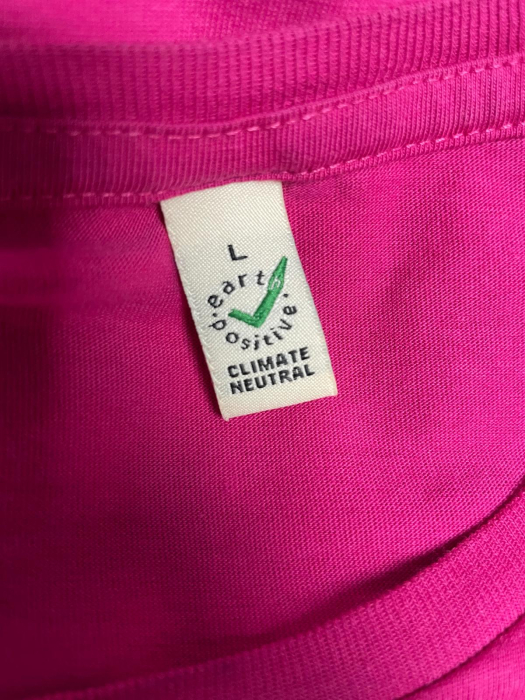 L
earth
positive
CLIMATE
NEUTRAL